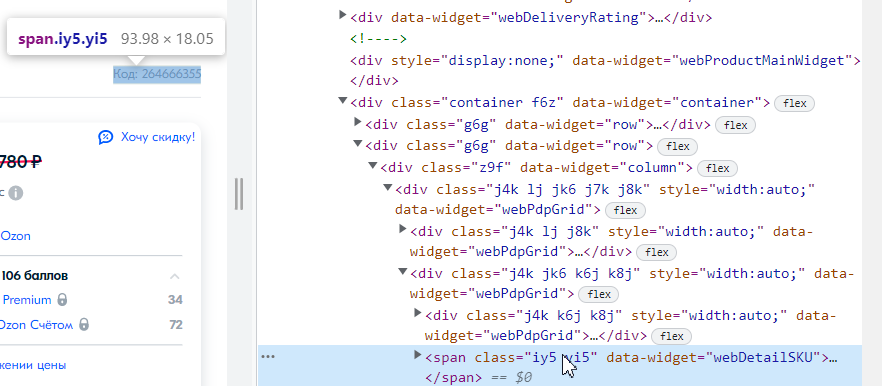 span.iy5.yi5 93.98 × 18.05
Код: 264666355
Хочу скидку!
780 ₽
с
Ozon
106 баллов
Premium 34
Ozon Счётом 72
жении цены
<div data-widget="webDeliveryRating">…</div>
<!---->
<div style="display:none;" data-widget="webProductMainWidget">
</div>
<div class="container f6z" data-widget="container"> flex
<div class="g6g" data-widget="row">…</div> flex
<div class="g6g" data-widget="row"> flex
<div class="z9f" data-widget="column"> flex
<div class="j4k lj jk6 j7k j8k" style="width:auto;"
data-widget="webPdpGrid"> flex
<div class="j4k lj j8k" style="width:auto;" data-
widget="webPdpGrid">…</div> flex
<div class="j4k jk6 k6j k8j" style="width:auto;" data-
widget="webPdpGrid"> flex
<div class="j4k k6j k8j" style="width:auto;" data-
widget="webPdpGrid">…</div> flex
<span class="iy5 yi5" data-widget="webDetailSKU">…
</span> == $0